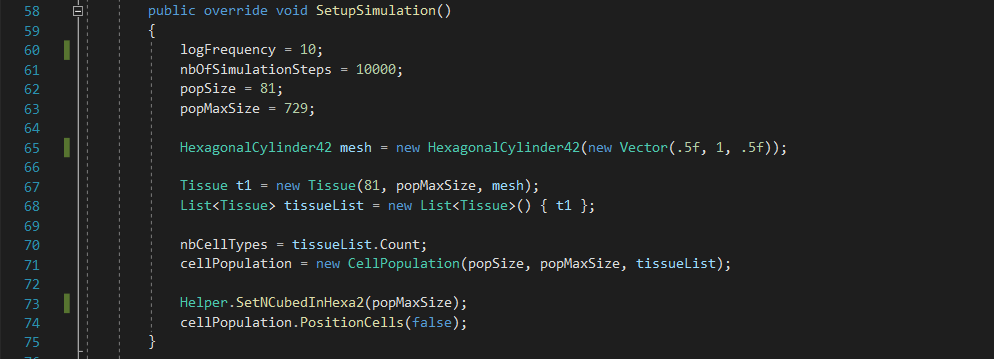 58 public override void SetupSimulation()
59 {
60 logFrequency = 10;
61 nbOfSimulationSteps = 10000;
62 popSize = 81;
63 popMaxSize = 729;
64
65 HexagonalCylinder42 mesh = new HexagonalCylinder42(new Vector(.5f, 1, .5f));
66
67 Tissue t1 = new Tissue(81, popMaxSize, mesh);
68 List<Tissue> tissueList = new List<Tissue>() { t1 };
69
70 nbCellTypes = tissueList.Count;
71 cellPopulation = new CellPopulation(popSize, popMaxSize, tissueList);
72
73 Helper.SetNCubedInHexa2(popMaxSize);
74 cellPopulation.PositionCells(false);
75 }